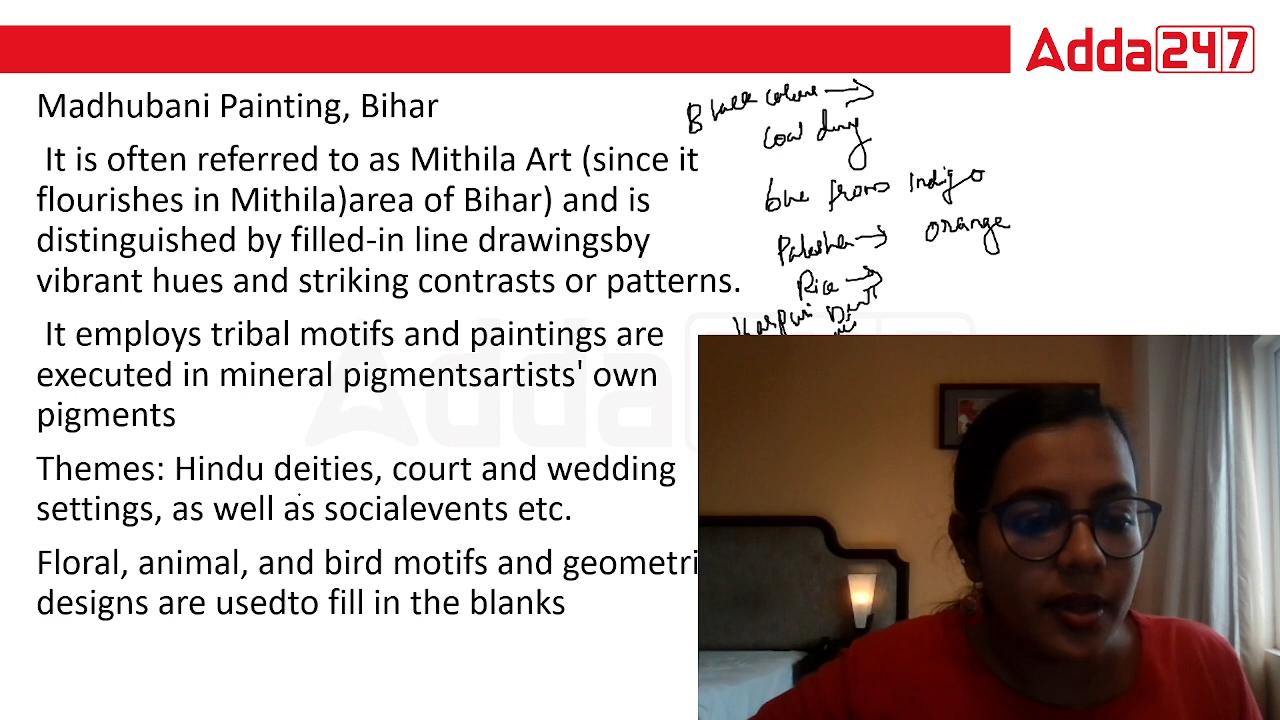 Adda247
Madhubani Painting, Bihar
It is often referred to as Mithila Art (since it
flourishes in Mithila)area of Bihar) and is
distinguished by filled-in line drawingsby
vibrant hues and striking contrasts or patterns.
It employs tribal motifs and paintings are
executed in mineral pigmentsartists' own
pigments
Themes: Hindu deities, court and wedding
settings, as well as socialevents etc.
Floral, animal, and bird motifs and geometri
designs are usedto fill in the blanks
Black colour →
Cow dung
blue from Indigo
→ orange
Rice →